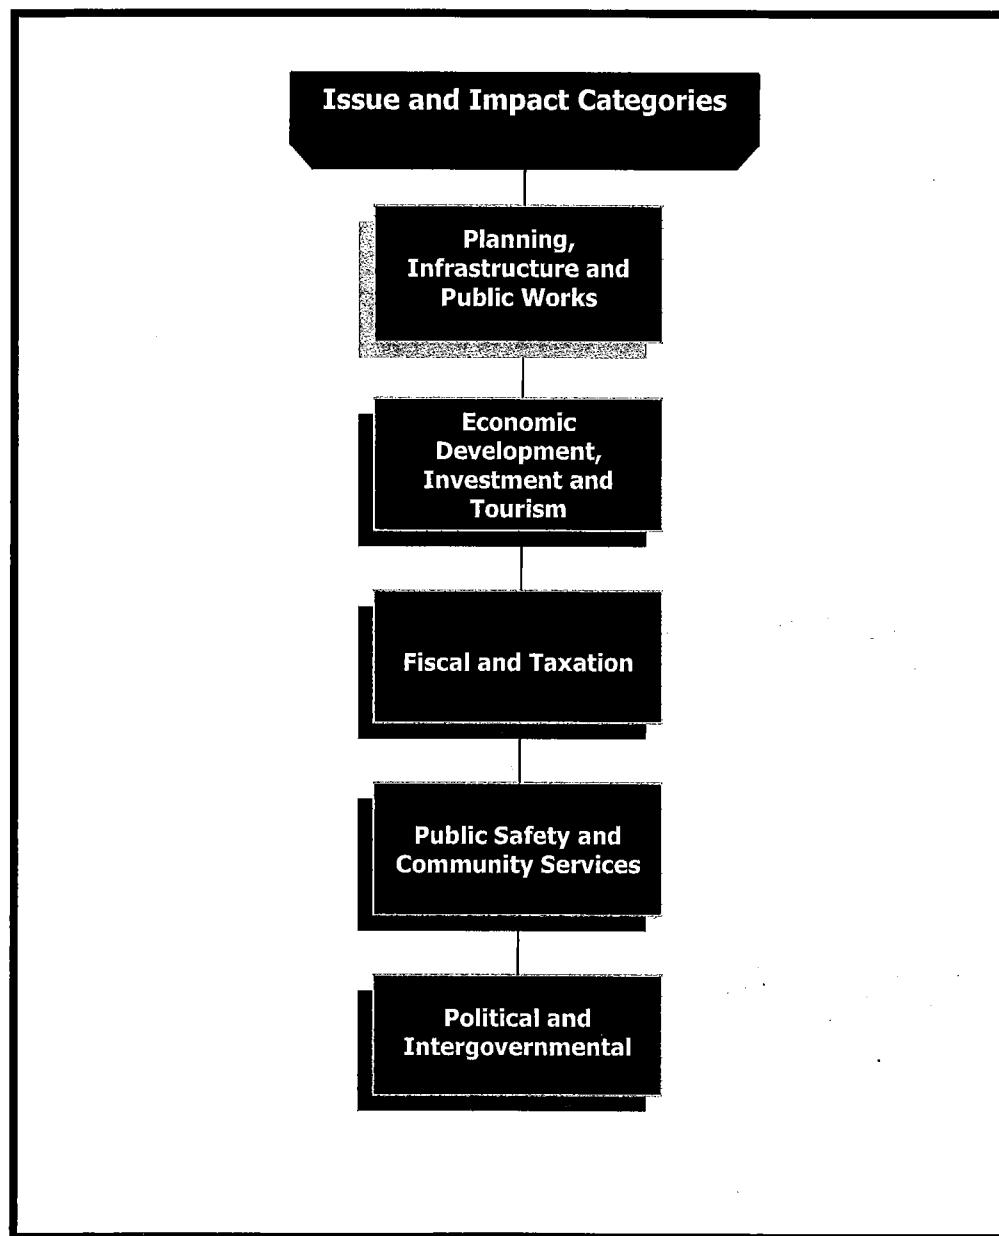 Issue and Impact Categories
Planning,
Infrastructure and
Public Works
Economic
Development,
Investment and
Tourism
Fiscal and Taxation
Public Safety and
Community Services
Political and
Intergovernmental